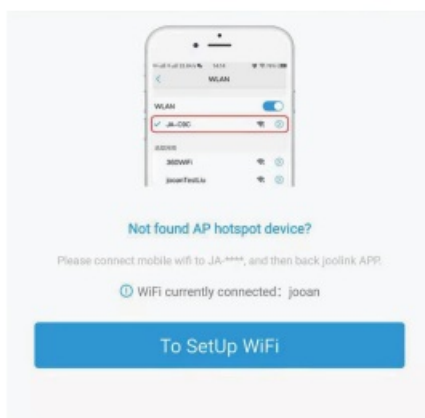 WLAN
WLAN
JA-C9C
360WiFi
jooanTestLiu
Not found AP hotspot device?
Please connect mobile wifi to JA-****, and then back joolink APP.
WiFi currently connected: jooan
To SetUp WiFi